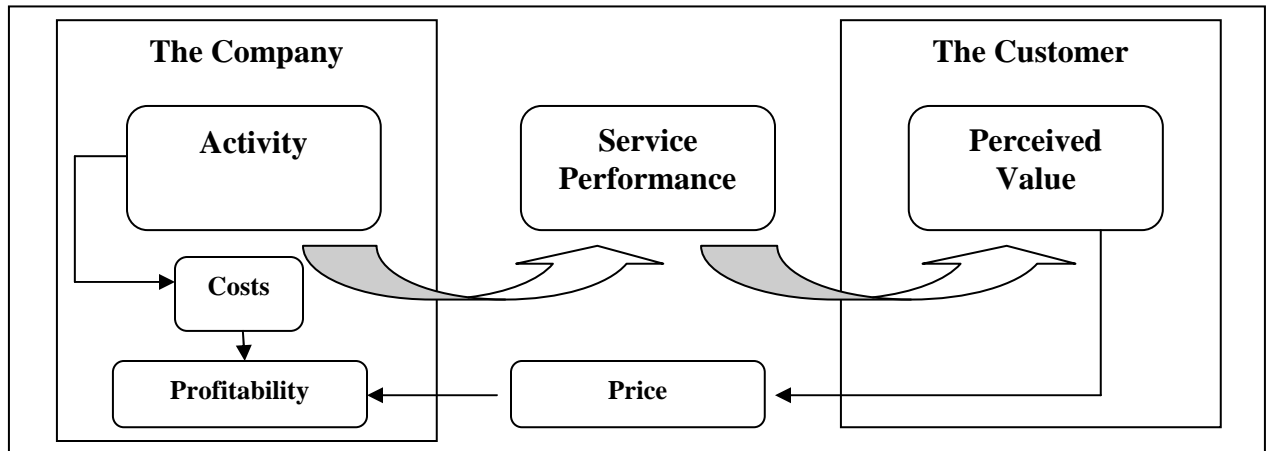 The Company
The Customer
Activity
Service
Performance
Perceived
Value
Costs
Profitability
Price